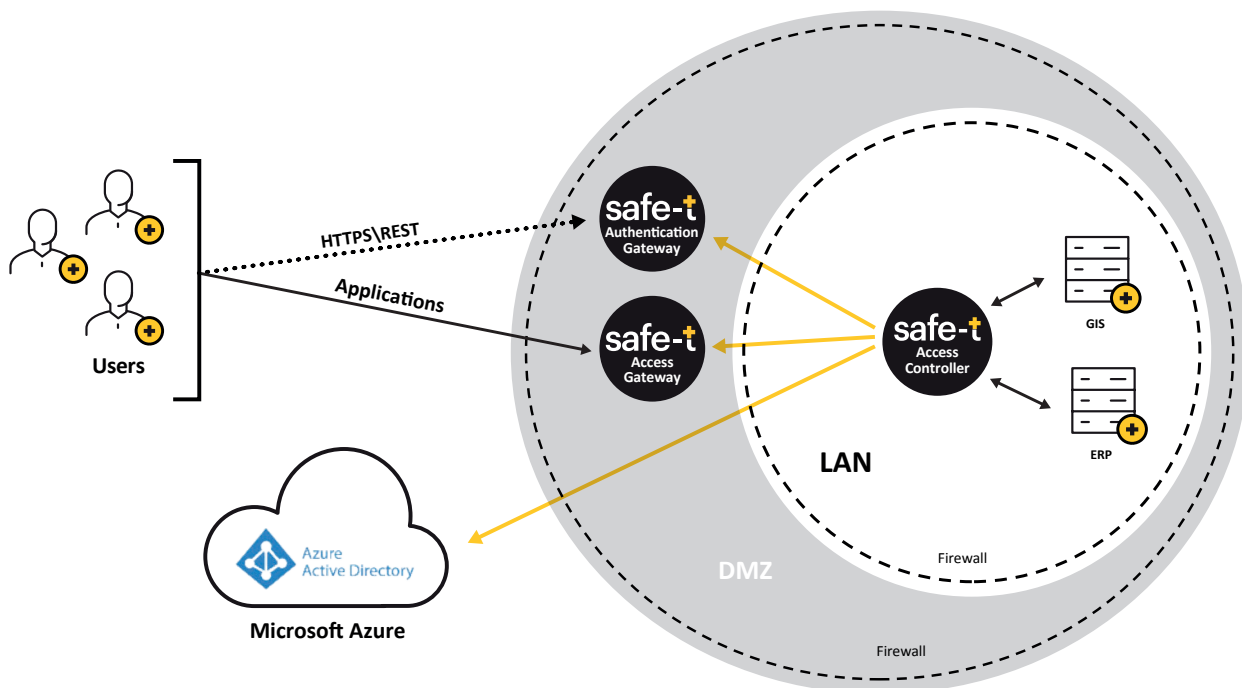 Users
HTTPS\REST
Applications
safe-t
Authentication
Gateway
safe-t
Access
Gateway
safe-t
Access
Controller
GIS
ERP
LAN
DMZ
Firewall
Firewall
Azure
Active Directory
Microsoft Azure